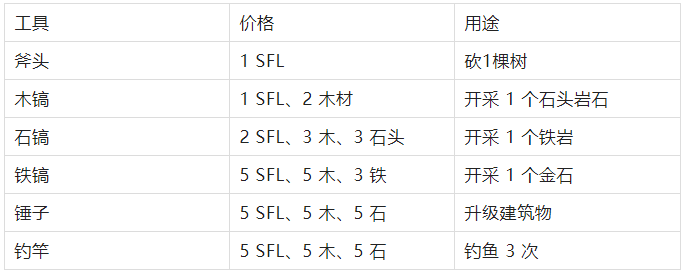 工具 价格 用途
斧头 1 SFL 砍1棵树
木镐 1 SFL、2 木材 开采 1 个石头岩石
石镐 2 SFL、3 木、3 石头 开采 1 个铁岩
铁镐 5 SFL、5 木、3 铁 开采 1 个金石
锤子 5 SFL、5 木、5 石 升级建筑物
钓竿 5 SFL、5 木、5 石 钓鱼 3 次